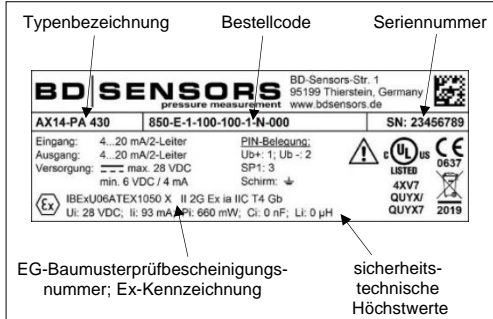 Typenbezeichnung Bestellcode Seriennummer
BD SENSORS
pressure measurement
BD-Sensors-Str. 1
95199 Thierstein, Germany
www.bdsensors.de
AX14-PA 430 850-E-1-100-100-1-N-000 SN: 23456789
Eingang: 4...20 mA/2-Leiter
Ausgang: 4...20 mA/2-Leiter
Versorgung: max. 28 VDC
min. 6 VDC / 4 mA
PIN-Belegung:
Ub+: 1; Ub -: 2
SP1: 3
Schirm:
c UL us
LISTED
4XV7
QUYX/
QUYX7
CE
0637
2019
Ex
IBExU06ATEX1050 X II 2G Ex ia IIC T4 Gb
Ui: 28 VDC; Ii: 93 mA; Pi: 660 mW; Ci: 0 nF; Li: 0 µH
EG-Baumusterprüfbescheinigungs-
nummer; Ex-Kennzeichnung
sicherheits-
technische
Höchstwerte